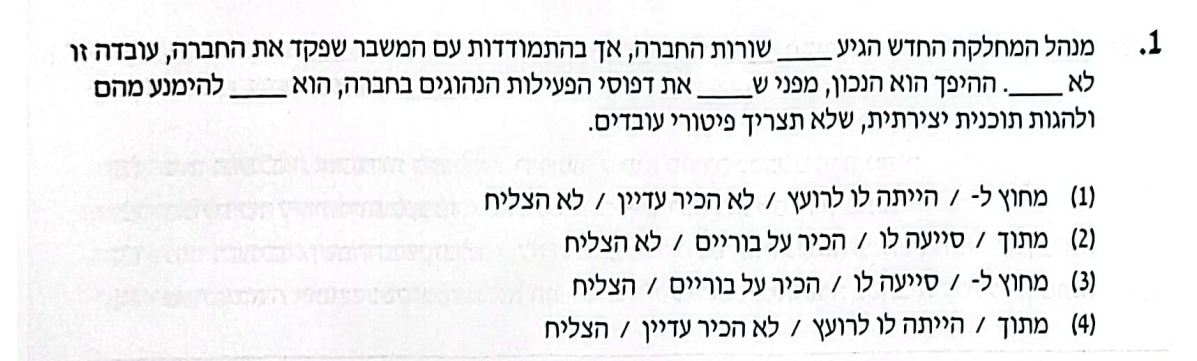 1. מנהל המחלקה החדש הגיע ____ שורות החברה, אך בהתמודדות עם המשבר שפקד את החברה, עובדה זו
לא ____. ההיפך הוא הנכון, מפני ש____ את דפוסי הפעילות הנהוגים בחברה, הוא ____ להימנע מהם
ולהגות תוכנית יצירתית, שלא תצריך פיטורי עובדים.
(1) מחוץ ל- / הייתה לו לרועץ / לא הכיר עדיין / לא הצליח
(2) מתוך / סייעה לו / הכיר על בוריים / לא הצליח
(3) מחוץ ל- / סייעה לו / הכיר על בוריים / הצליח
(4) מתוך / הייתה לו לרועץ / לא הכיר עדיין / הצליח